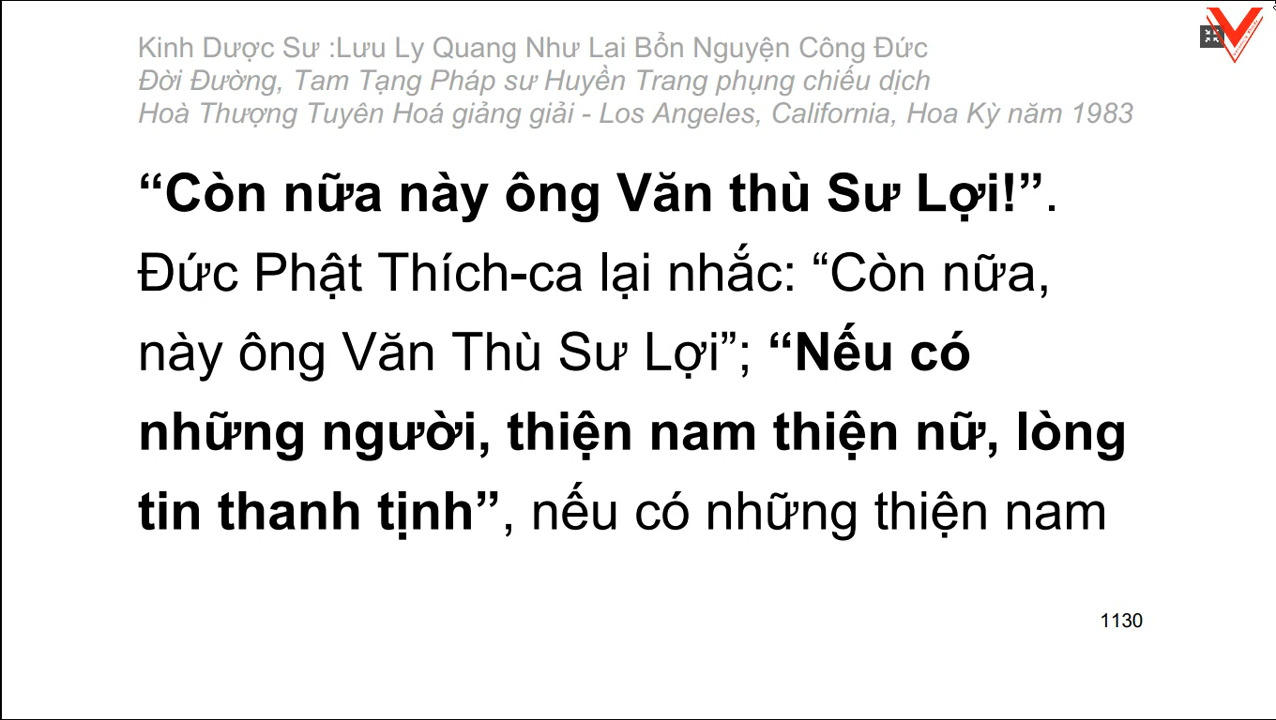 Kinh Dược Sư :Lưu Ly Quang Như Lai Bổn Nguyện Công Đức
Đời Đường, Tam Tạng Pháp sư Huyền Trang phụng chiếu dịch
Hoà Thượng Tuyên Hoá giảng giải - Los Angeles, California, Hoa Kỳ năm 1983
“Còn nữa này ông Văn thù Sư Lợi!”.
Đức Phật Thích-ca lại nhắc: “Còn nữa,
này ông Văn Thù Sư Lợi”; “Nếu có
những người, thiện nam thiện nữ, lòng
tin thanh tịnh”, nếu có những thiện nam
1130